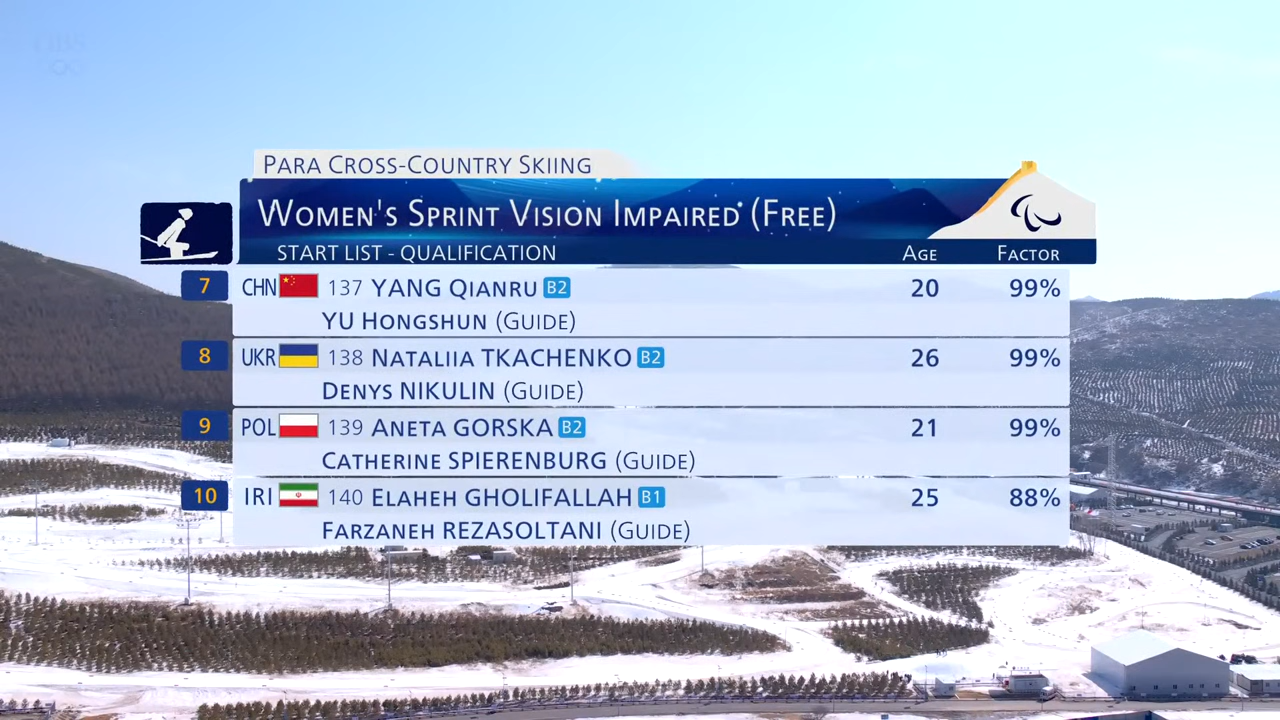 OBS
PARA CROSS-COUNTRY SKIING
WOMEN'S SPRINT VISION IMPAIRED (FREE)
START LIST - QUALIFICATION AGE FACTOR
7 CHN 137 YANG QIANRU B2 20 99%
YU HONGSHUN (GUIDE)
8 UKR 138 NATALIIA TKACHENKO B2 26 99%
DENYS NIKULIN (GUIDE)
9 POL 139 ANETA GORSKA B2 21 99%
CATHERINE SPIERENBURG (GUIDE)
10 IRI 140 ELAHEH GHOLIFALLAH B1 25 88%
FARZANEH REZASOLTANI (GUIDE)